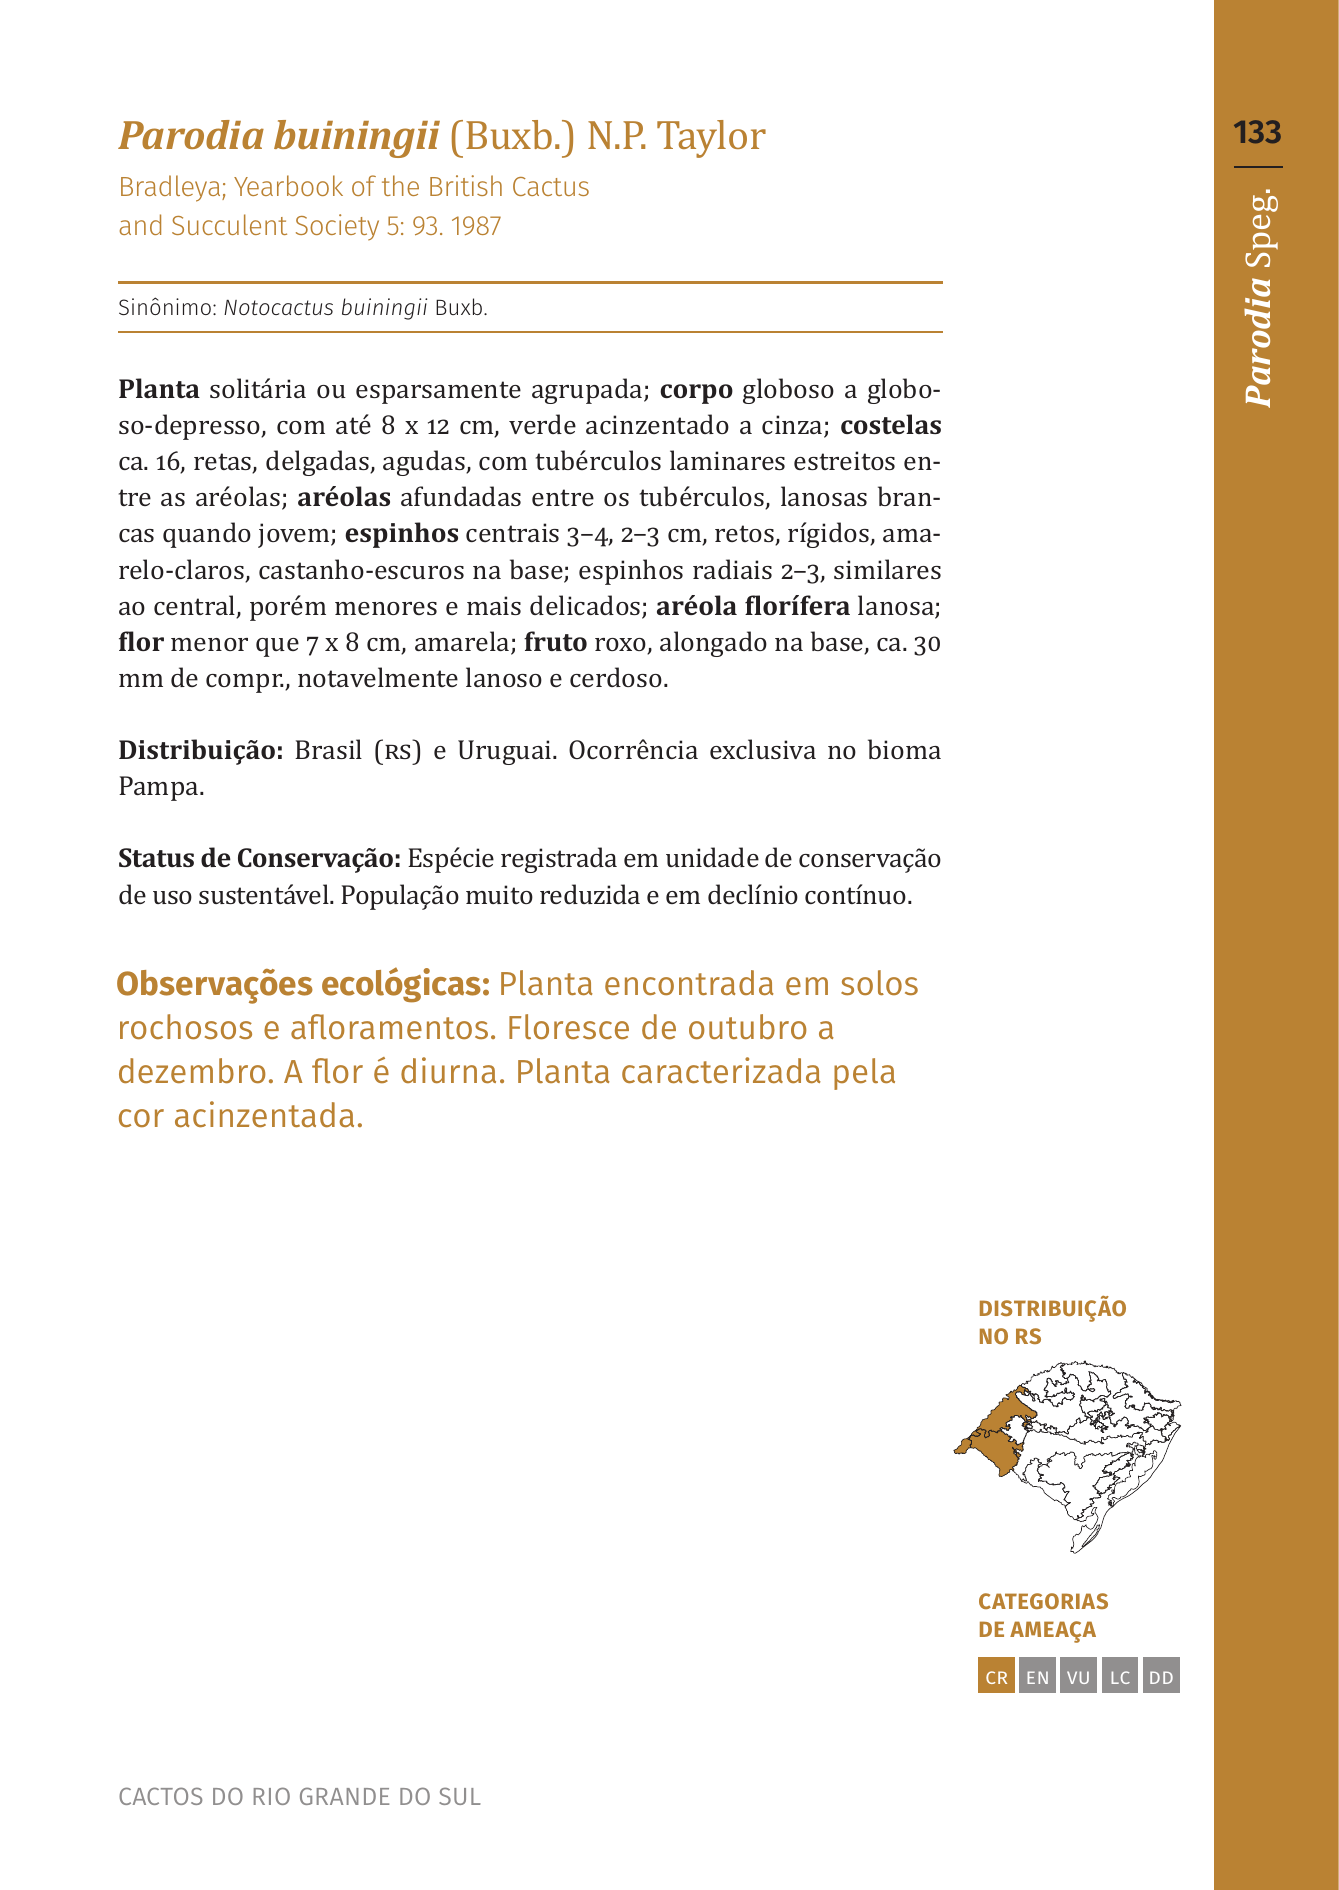 Parodia buiningii (Buxb.) N.P. Taylor
Bradleya; Yearbook of the British Cactus
and Succulent Society 5: 93. 1987
Sinônimo: Notocactus buiningii Buxb.
Planta solitária ou esparsamente agrupada; corpo globoso a globo-
so-depresso, com até 8 x 12 cm, verde acinzentado a cinza; costelas
ca. 16, retas, delgadas, agudas, com tubérculos laminares estreitos en-
tre as aréolas; aréolas afundadas entre os tubérculos, lanosas bran-
cas quando jovem; espinhos centrais 3–4, 2–3 cm, retos, rígidos, ama-
relo-claros, castanho-escuros na base; espinhos radiais 2–3, similares
ao central, porém menores e mais delicados; aréola florífera lanosa;
flor menor que 7 x 8 cm, amarela; fruto roxo, alongado na base, ca. 30
mm de compr., notavelmente lanoso e cerdoso.
Distribuição: Brasil (RS) e Uruguai. Ocorrência exclusiva no bioma
Pampa.
Status de Conservação: Espécie registrada em unidade de conservação
de uso sustentável. População muito reduzida e em declínio contínuo.
Observações ecológicas: Planta encontrada em solos
rochosos e afloramentos. Floresce de outubro a
dezembro. A flor é diurna. Planta caracterizada pela
cor acinzentada.
DISTRIBUIÇÃO
NO RS
CATEGORIAS
DE AMEAÇA
CR EN VU LC DD
CACTOS DO RIO GRANDE DO SUL
133
Parodia Speg.